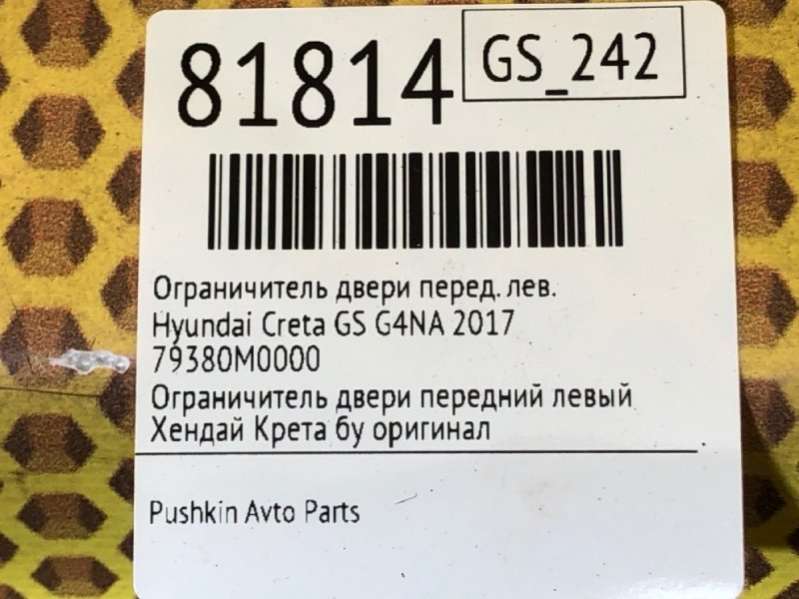 81814 GS_242
Ограничитель двери перед. лев.
Hyundai Creta GS G4NA 2017
79380M0000
Ограничитель двери передний левый
Хендай Крета бу оригинал
Pushkin Avto Parts